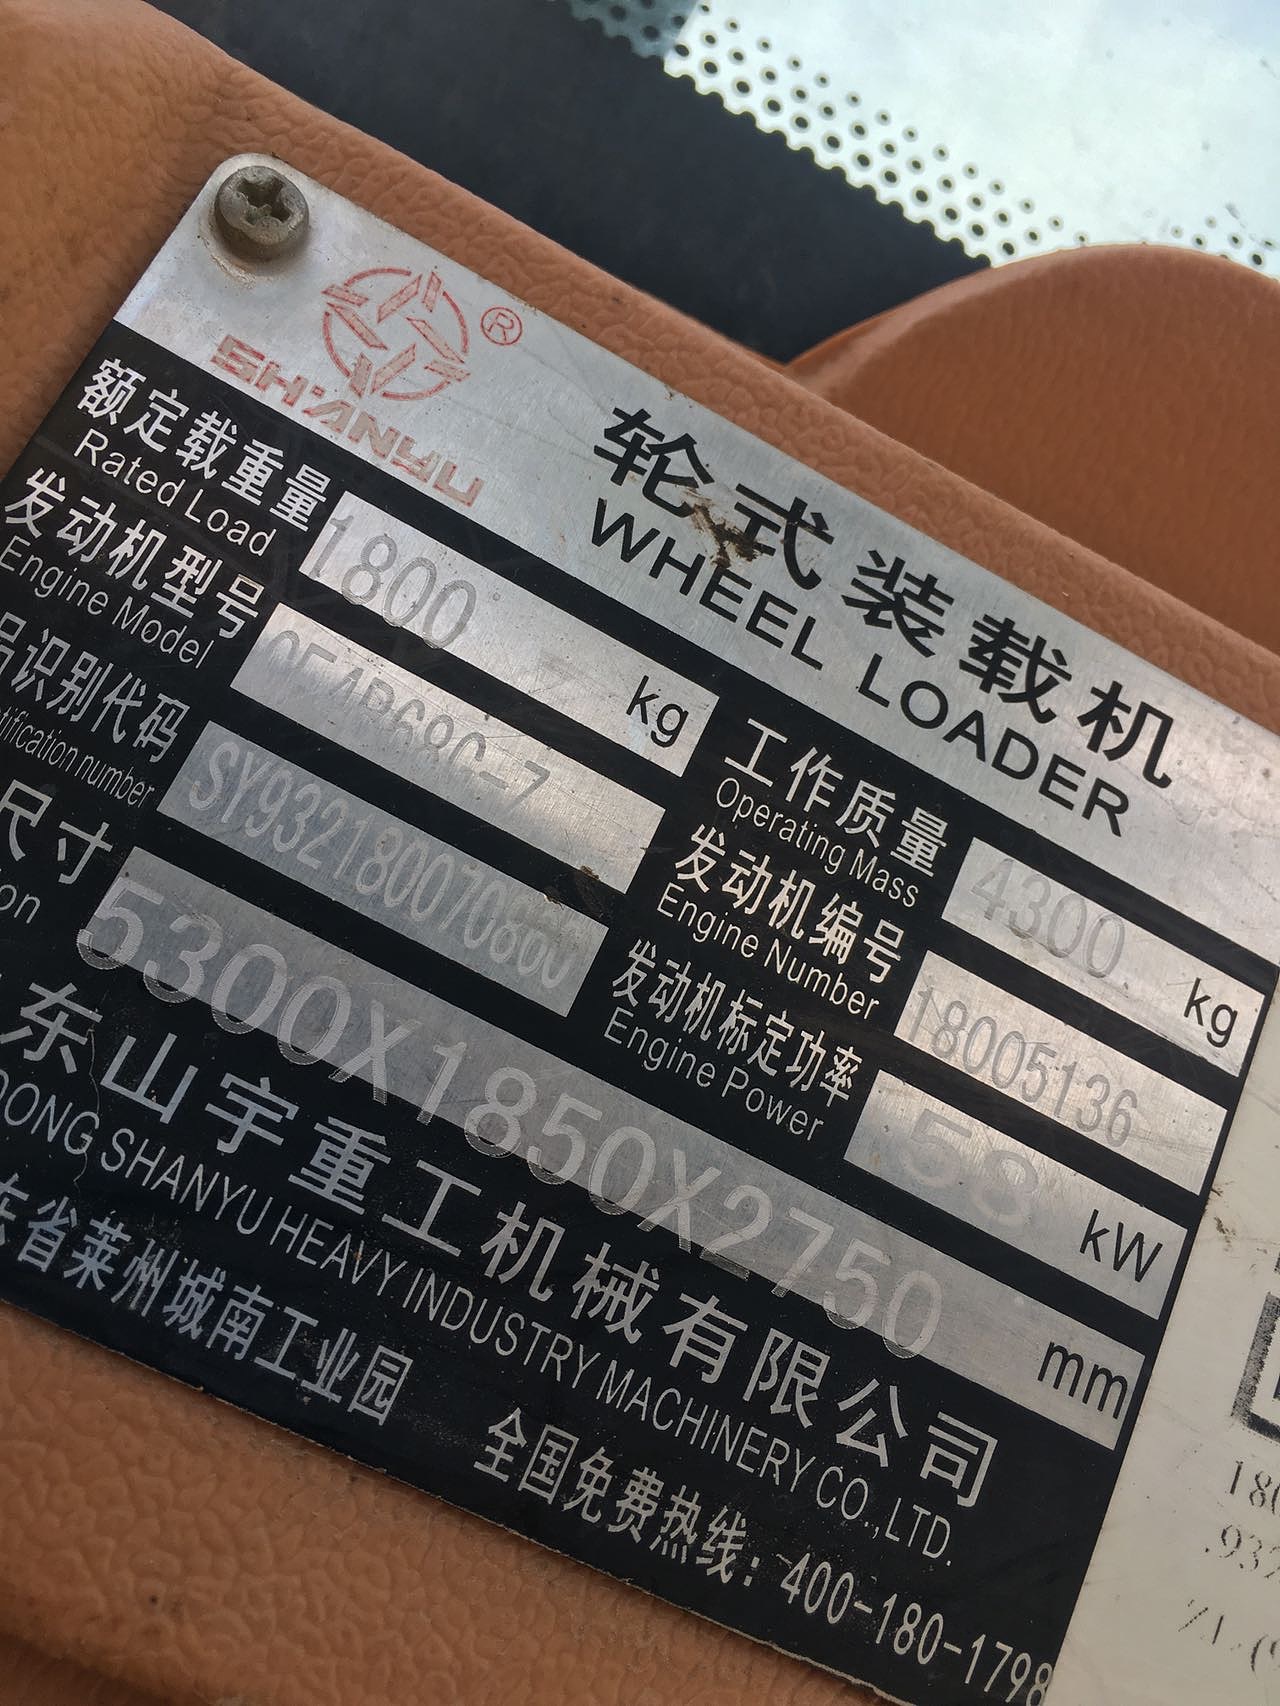 SHANYU ®
轮式装载机
WHEEL LOADER
额定载重量 1800 kg
Rated Load
工作质量 4300 kg
Operating Mass
发动机型号 -7
Engine Model
发动机编号 18005136
Engine Number
品识别代码
number
发动机标定功率 58 kW
Engine Power
尺寸 5300X1850X2750 mm
东山宇重工机械有限公司
DONG SHANYU HEAVY INDUSTRY MACHINERY CO.,LTD.
东省莱州城南工业园 全国免费热线：400-180-1798